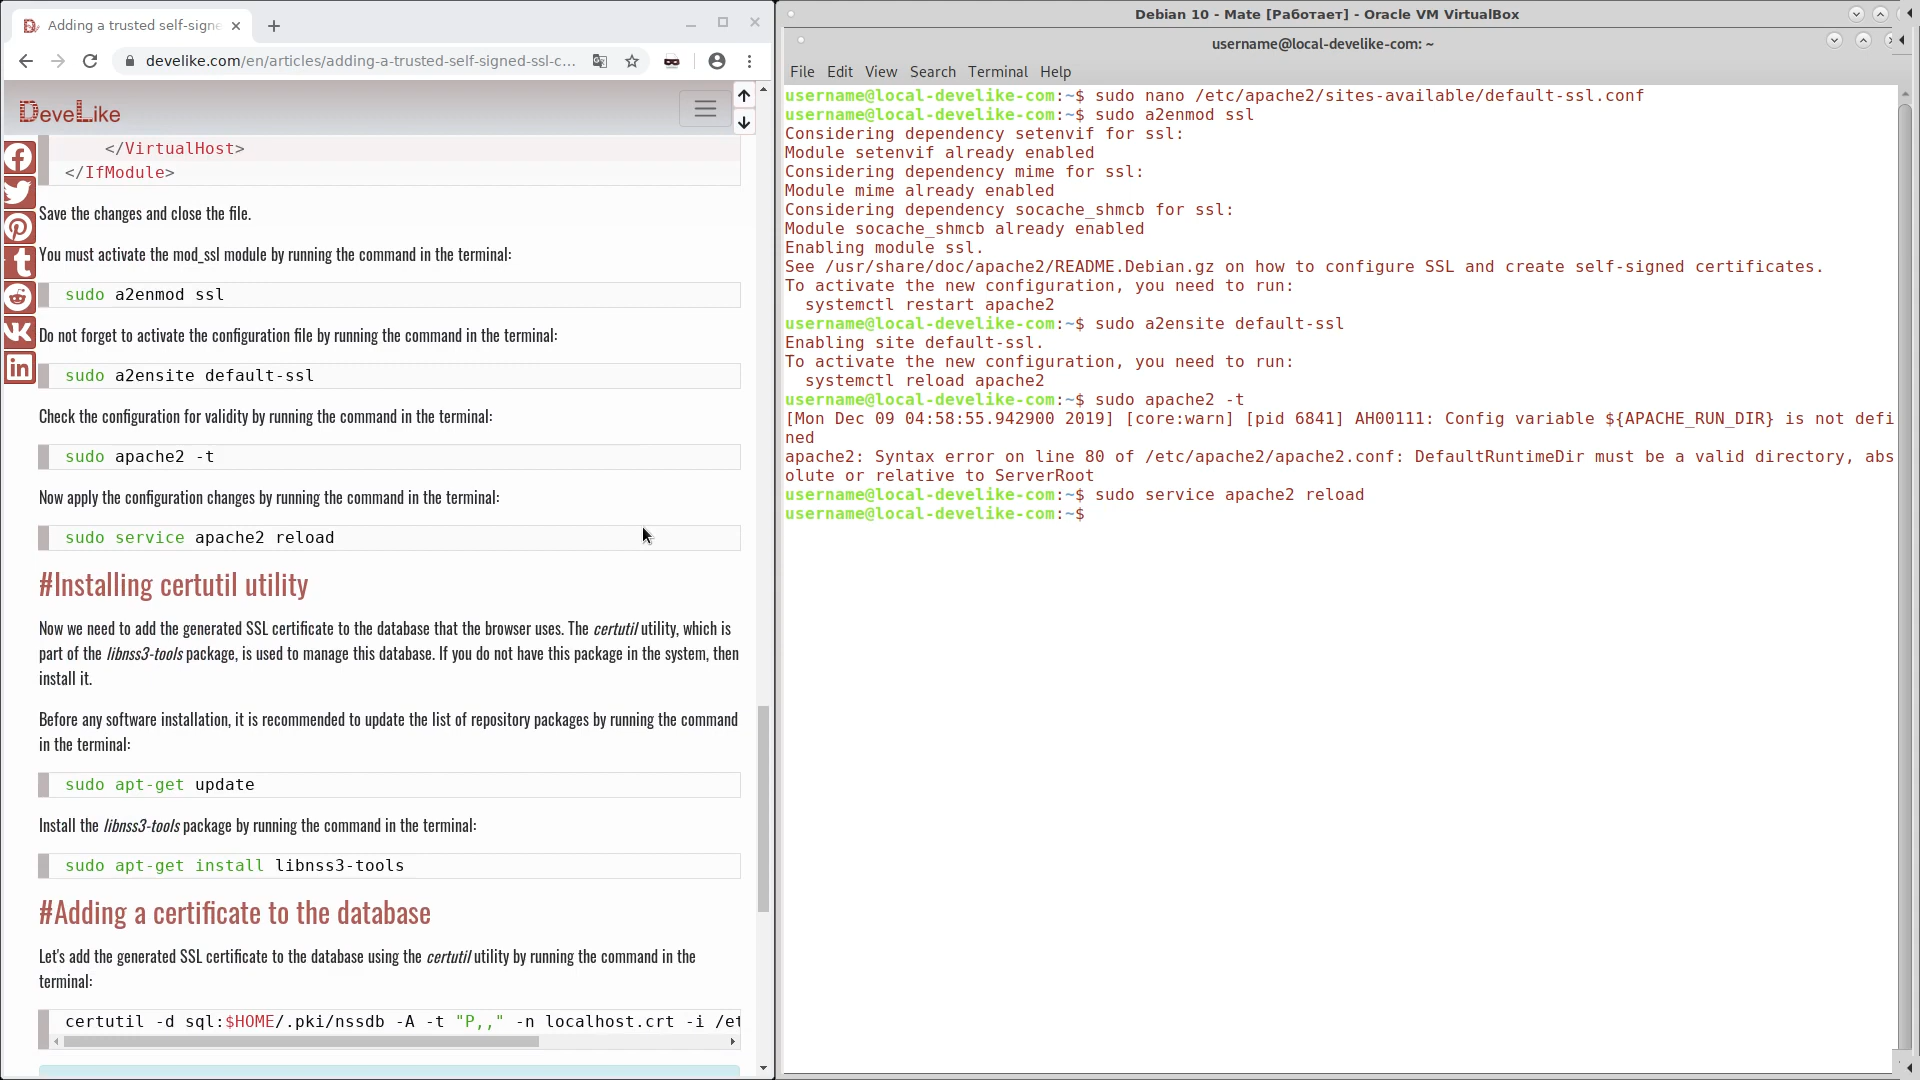 Adding a trusted self-signe
develike.com/en/articles/adding-a-trusted-self-signed-ssl-c...
DeveLike
</VirtualHost>
</IfModule>
Save the changes and close the file.
You must activate the mod_ssl module by running the command in the terminal:
sudo a2enmod ssl
Do not forget to activate the configuration file by running the command in the terminal:
sudo a2ensite default-ssl
Check the configuration for validity by running the command in the terminal:
sudo apache2 -t
Now apply the configuration changes by running the command in the terminal:
sudo service apache2 reload
#Installing certutil utility
Now we need to add the generated SSL certificate to the database that the browser uses. The certutil utility, which is
part of the libnss3-tools package, is used to manage this database. If you do not have this package in the system, then
install it.
Before any software installation, it is recommended to update the list of repository packages by running the command
in the terminal:
sudo apt-get update
Install the libnss3-tools package by running the command in the terminal:
sudo apt-get install libnss3-tools
#Adding a certificate to the database
Let's add the generated SSL certificate to the database using the certutil utility by running the command in the
terminal:
certutil -d sql:$HOME/.pki/nssdb -A -t "P,," -n localhost.crt -i /et
Debian 10 - Mate [Работает] - Oracle VM VirtualBox
username@local-develike-com: ~
File Edit View Search Terminal Help
username@local-develike-com:~$ sudo nano /etc/apache2/sites-available/default-ssl.conf
username@local-develike-com:~$ sudo a2enmod ssl
Considering dependency setenvif for ssl:
Module setenvif already enabled
Considering dependency mime for ssl:
Module mime already enabled
Considering dependency socache_shmcb for ssl:
Module socache_shmcb already enabled
Enabling module ssl.
See /usr/share/doc/apache2/README.Debian.gz on how to configure SSL and create self-signed certificates.
To activate the new configuration, you need to run:
  systemctl restart apache2
username@local-develike-com:~$ sudo a2ensite default-ssl
Enabling site default-ssl.
To activate the new configuration, you need to run:
  systemctl reload apache2
username@local-develike-com:~$ sudo apache2 -t
[Mon Dec 09 04:58:55.942900 2019] [core:warn] [pid 6841] AH00111: Config variable ${APACHE_RUN_DIR} is not defi
ned
apache2: Syntax error on line 80 of /etc/apache2/apache2.conf: DefaultRuntimeDir must be a valid directory, abs
olute or relative to ServerRoot
username@local-develike-com:~$ sudo service apache2 reload
username@local-develike-com:~$